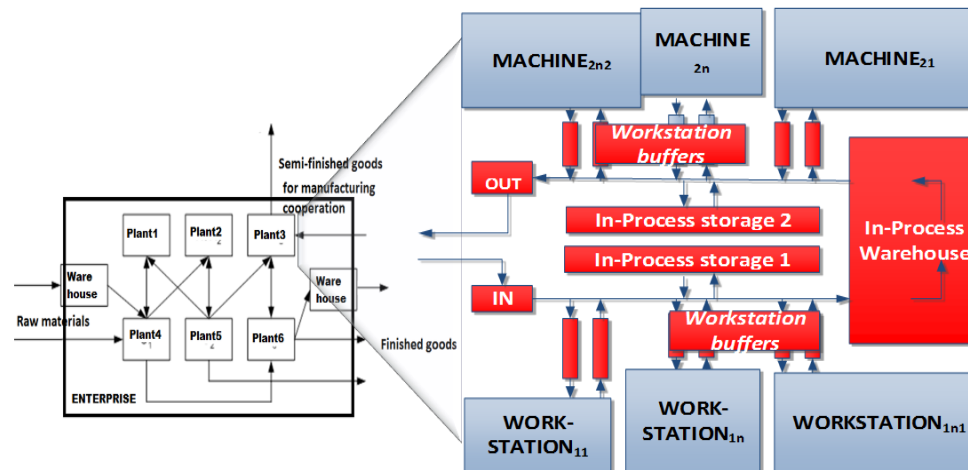 Semi-finished goods
for manufacturing
cooperation
Plant1
Plant2
Plant3
Ware
house
Ware
house
Raw materials
Plant4
Plant5
Plant6
Finished goods
ENTERPRISE
MACHINE2n2
MACHINE
2n
MACHINE21
Workstation
buffers
OUT
In-Process storage 2
In-Process
Warehouse
In-Process storage 1
IN
Workstation
buffers
WORK-
STATION11
WORK-
STATION1n
WORKSTATION1n1